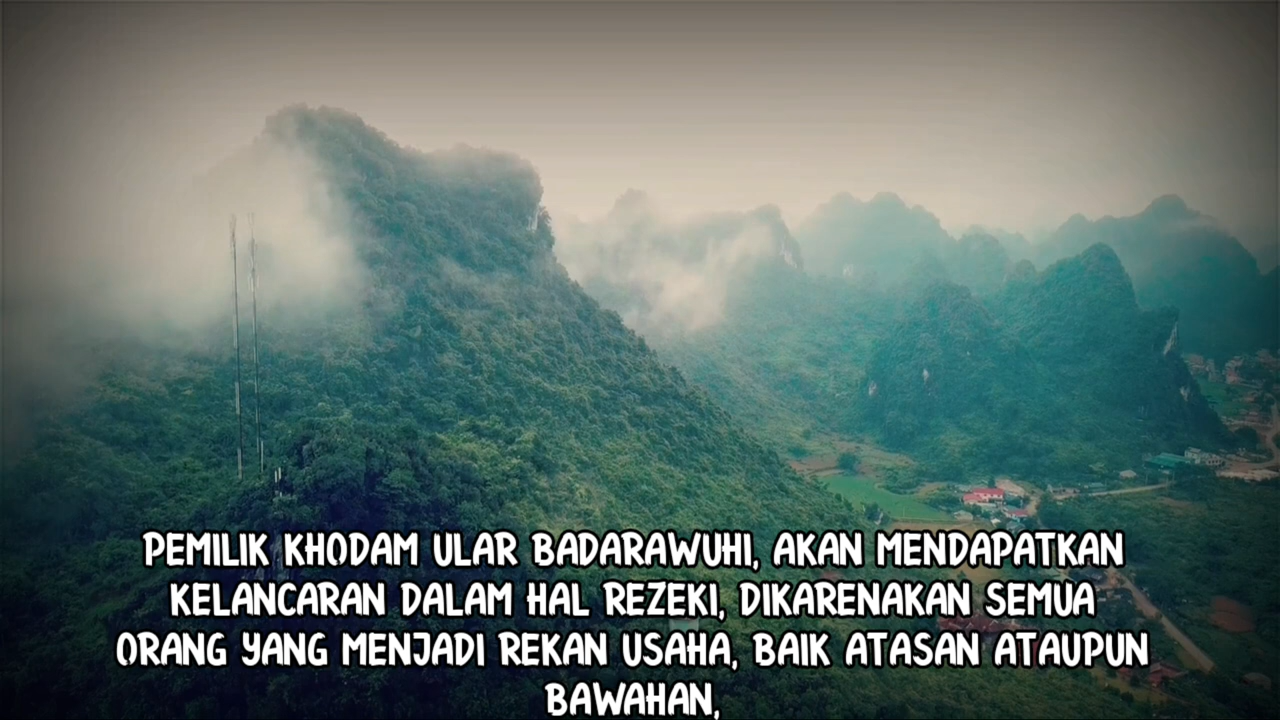 PEMILIK KHODAM ULAR BADARAWUHI, AKAN MENDAPATKAN
KELANCARAN DALAM HAL REZEKI, DIKARENAKAN SEMUA
ORANG YANG MENJADI REKAN USAHA, BAIK ATASAN ATAUPUN
BAWAHAN,